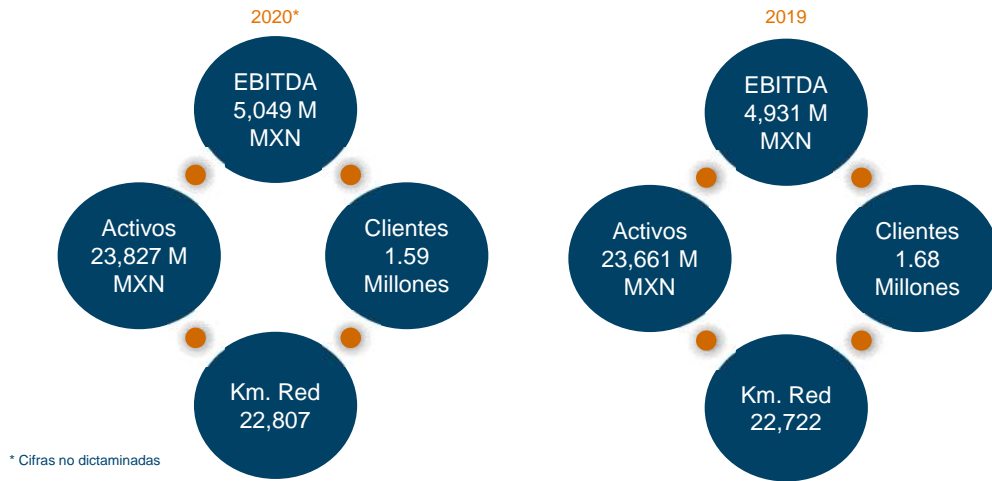 2020*
EBITDA
5,049 M
MXN
Activos
23,827 M
MXN
Clientes
1.59
Millones
Km. Red
22,807
* Cifras no dictaminadas
2019
EBITDA
4,931 M
MXN
Activos
23,661 M
MXN
Clientes
1.68
Millones
Km. Red
22,722